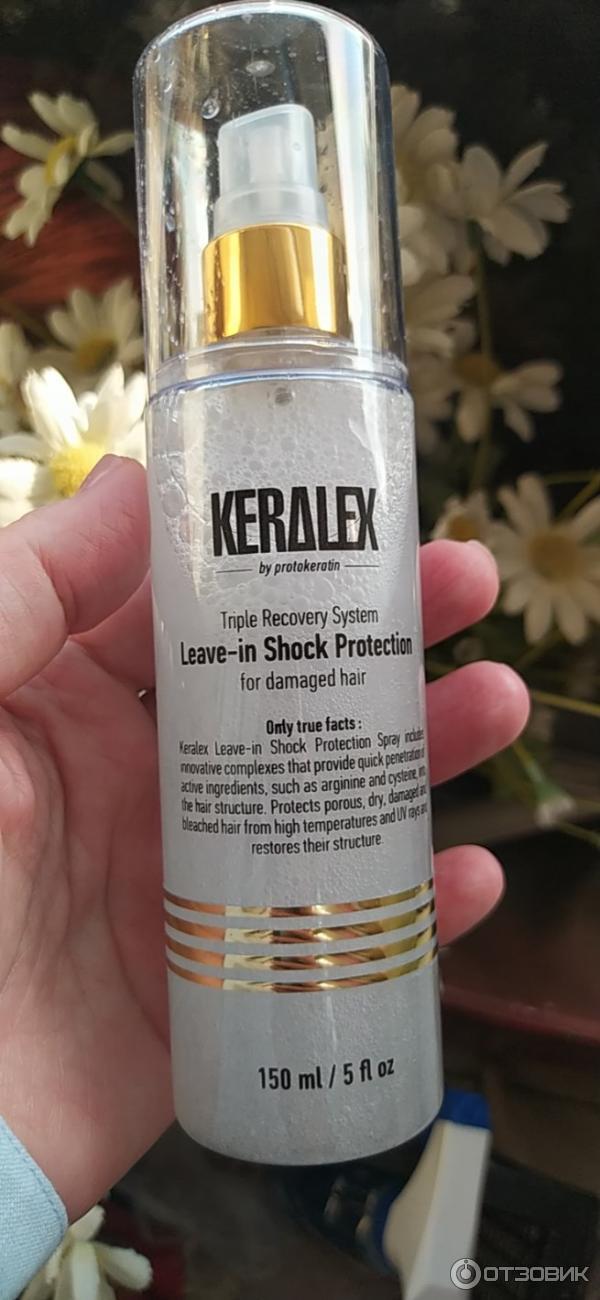 KERALEX
by protokeratin
Triple Recovery System
Leave-in Shock Protection
for damaged hair
Only true facts :
Keralex Leave-in Shock Protection Spray includes
innovative complexes that provide quick penetration of
active ingredients, such as arginine and cysteine, into
the hair structure. Protects porous, dry, damaged and
bleached hair from high temperatures and UV rays and
restores their structure.
150 ml / 5 fl oz
ОТЗОВИК